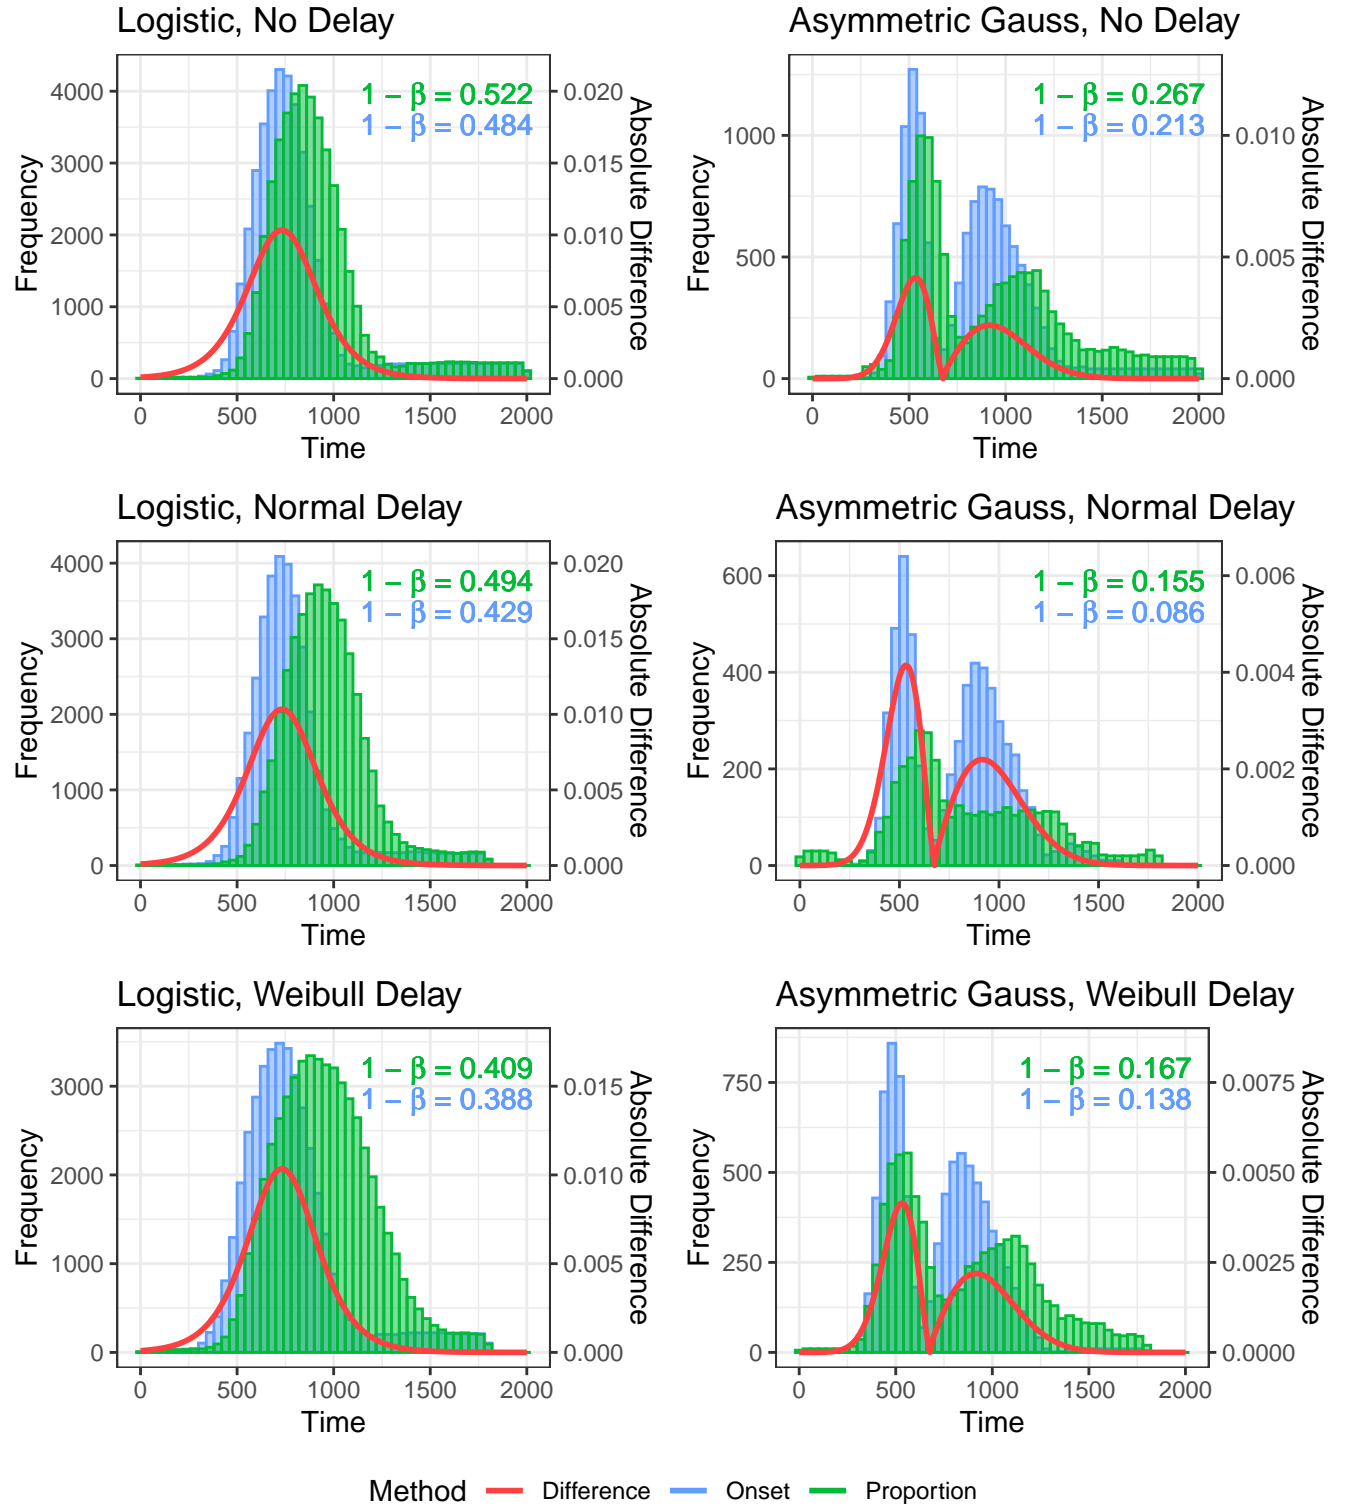 Logistic, No Delay
Asymmetric Gauss, No Delay
1 − β = 0.522
1 − β = 0.484
Frequency
Absolute Difference
4000
3000
2000
1000
0
0.020
0.015
0.010
0.005
0.000
0 500 1000 1500 2000
Time
1 − β = 0.267
1 − β = 0.213
Frequency
Absolute Difference
1000
500
0
0.010
0.005
0.000
0 500 1000 1500 2000
Time
Logistic, Normal Delay
Asymmetric Gauss, Normal Delay
1 − β = 0.494
1 − β = 0.429
Frequency
Absolute Difference
4000
3000
2000
1000
0
0.020
0.015
0.010
0.005
0.000
0 500 1000 1500 2000
Time
1 − β = 0.155
1 − β = 0.086
Frequency
Absolute Difference
600
400
200
0
0.006
0.004
0.002
0.000
0 500 1000 1500 2000
Time
Logistic, Weibull Delay
Asymmetric Gauss, Weibull Delay
1 − β = 0.409
1 − β = 0.388
Frequency
Absolute Difference
3000
2000
1000
0
0.015
0.010
0.005
0.000
0 500 1000 1500 2000
Time
1 − β = 0.167
1 − β = 0.138
Frequency
Absolute Difference
750
500
250
0
0.0075
0.0050
0.0025
0.0000
0 500 1000 1500 2000
Time
Method Difference Onset Proportion